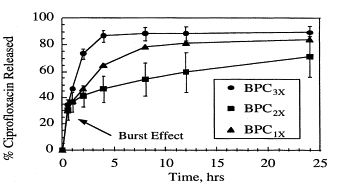 100
80
60
40
20
0
% Ciprofloxacin Released
Burst Effect
BPC3X
BPC2X
BPC1X
0 5 10 15 20 25
Time, hrs